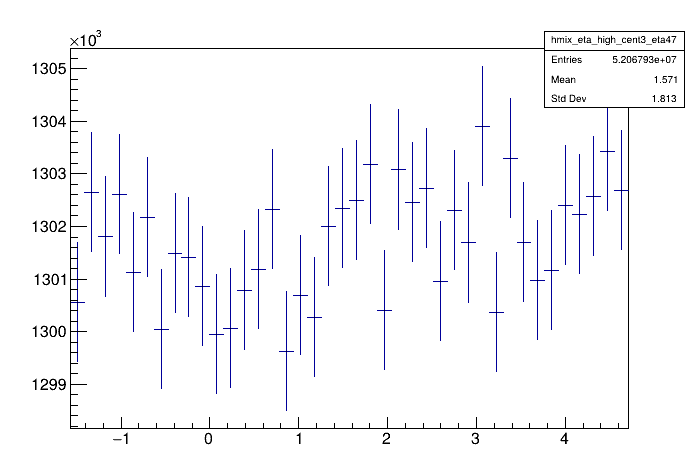 ×10³
hmix_eta_high_cent3_eta47
Entries 5.206793e+07
Mean 1.571
Std Dev 1.813
1305
1304
1303
1302
1301
1300
1299
−1 0 1 2 3 4